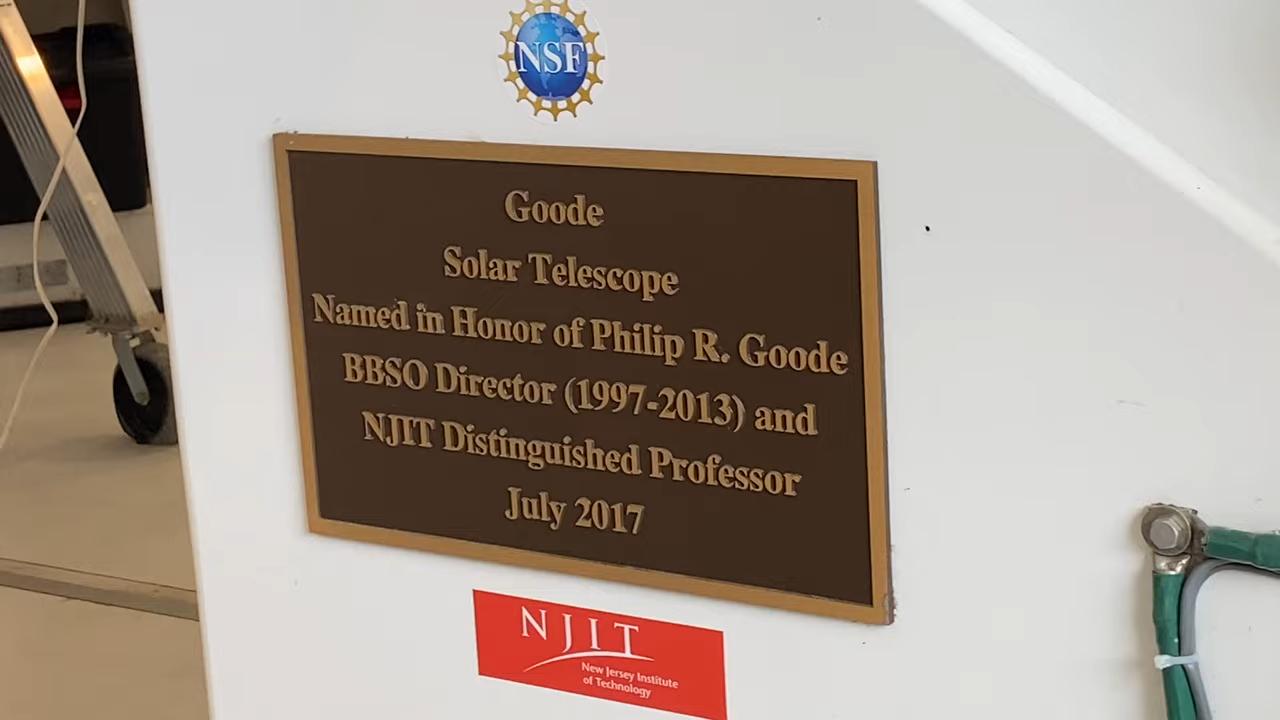 NSF
Goode
Solar Telescope
Named in Honor of Philip R. Goode
BBSO Director (1997-2013) and
NJIT Distinguished Professor
July 2017
NJIT
New Jersey Institute
of Technology